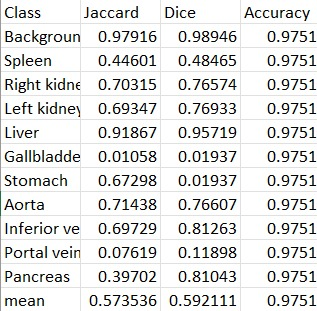 Class Jaccard Dice Accuracy
Backgroun 0.97916 0.98946 0.9751
Spleen 0.44601 0.48465 0.9751
Right kidne 0.70315 0.76574 0.9751
Left kidney 0.69347 0.76933 0.9751
Liver 0.91867 0.95719 0.9751
Gallbladde 0.01058 0.01937 0.9751
Stomach 0.67298 0.01937 0.9751
Aorta 0.71438 0.76607 0.9751
Inferior ve 0.69729 0.81263 0.9751
Portal vein 0.07619 0.11898 0.9751
Pancreas 0.39702 0.81043 0.9751
mean 0.573536 0.592111 0.9751